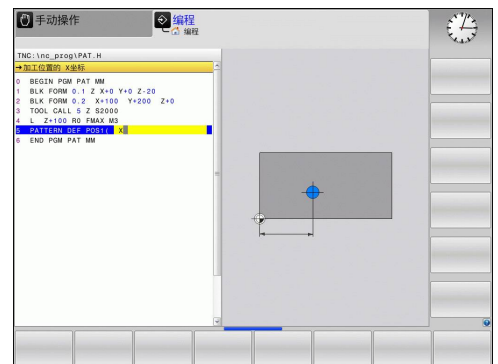 手动操作
编程
编程
TNC:\nc_prog\PAT.H
→加工位置的 X坐标
0 BEGIN PGM PAT MM
1 BLK FORM 0.1 Z X+0 Y+0 Z-20
2 BLK FORM 0.2 X+100 Y+200 Z+0
3 TOOL CALL 5 Z S2000
4 L Z+100 R0 FMAX M3
5 PATTERN DEF POS1( X
6 END PGM PAT MM